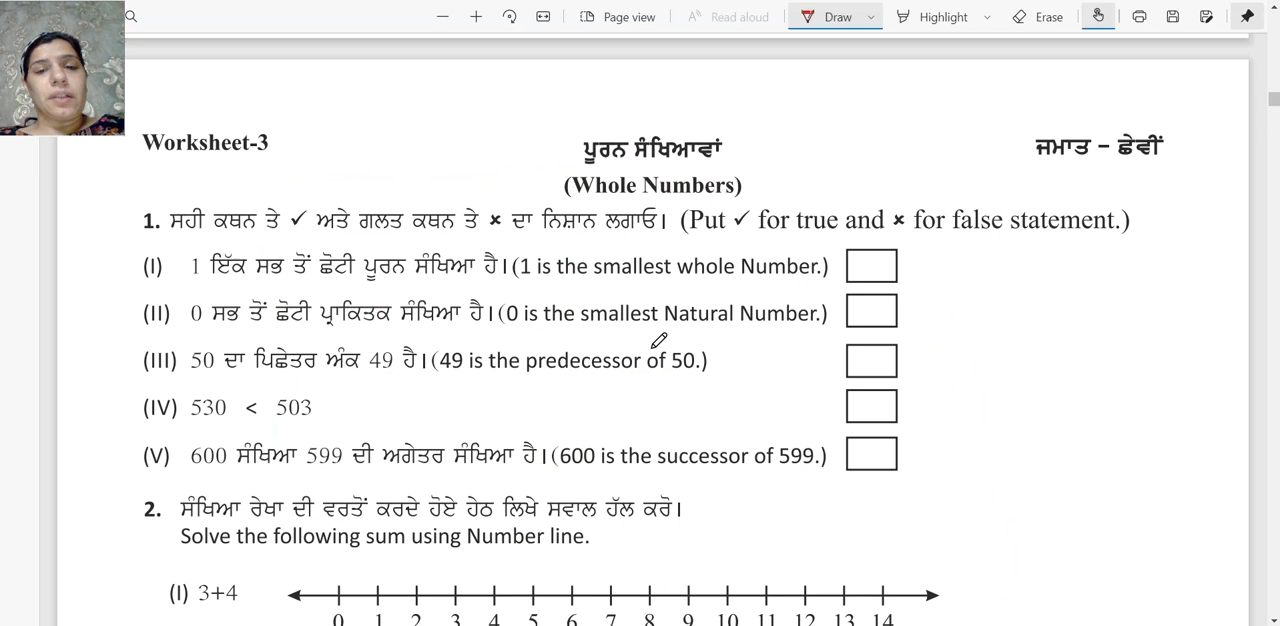 Page view Read aloud Draw Highlight Erase
Worksheet-3 ਪੂਰਨ ਸੰਖਿਆਵਾਂ ਜਮਾਤ – ਛੇਵੀਂ
(Whole Numbers)
1. ਸਹੀ ਕਥਨ ਤੇ ✓ ਅਤੇ ਗਲਤ ਕਥਨ ਤੇ × ਦਾ ਨਿਸ਼ਾਨ ਲਗਾਓ। (Put ✓ for true and × for false statement.)
(I) 1 ਇੱਕ ਸਭ ਤੋਂ ਛੋਟੀ ਪੂਰਨ ਸੰਖਿਆ ਹੈ। (1 is the smallest whole Number.)
(II) 0 ਸਭ ਤੋਂ ਛੋਟੀ ਪ੍ਰਾਕਿਤਕ ਸੰਖਿਆ ਹੈ। (0 is the smallest Natural Number.)
(III) 50 ਦਾ ਪਿਛੇਤਰ ਅੰਕ 49 ਹੈ। (49 is the predecessor of 50.)
(IV) 530 < 503
(V) 600 ਸੰਖਿਆ 599 ਦੀ ਅਗੇਤਰ ਸੰਖਿਆ ਹੈ। (600 is the successor of 599.)
2. ਸੰਖਿਆ ਰੇਖਾ ਦੀ ਵਰਤੋਂ ਕਰਦੇ ਹੋਏ ਹੇਠ ਲਿਖੇ ਸਵਾਲ ਹੱਲ ਕਰੋ।
Solve the following sum using Number line.
(I) 3+4
0 1 2 3 4 5 6 7 8 9 10 11 12 13 14